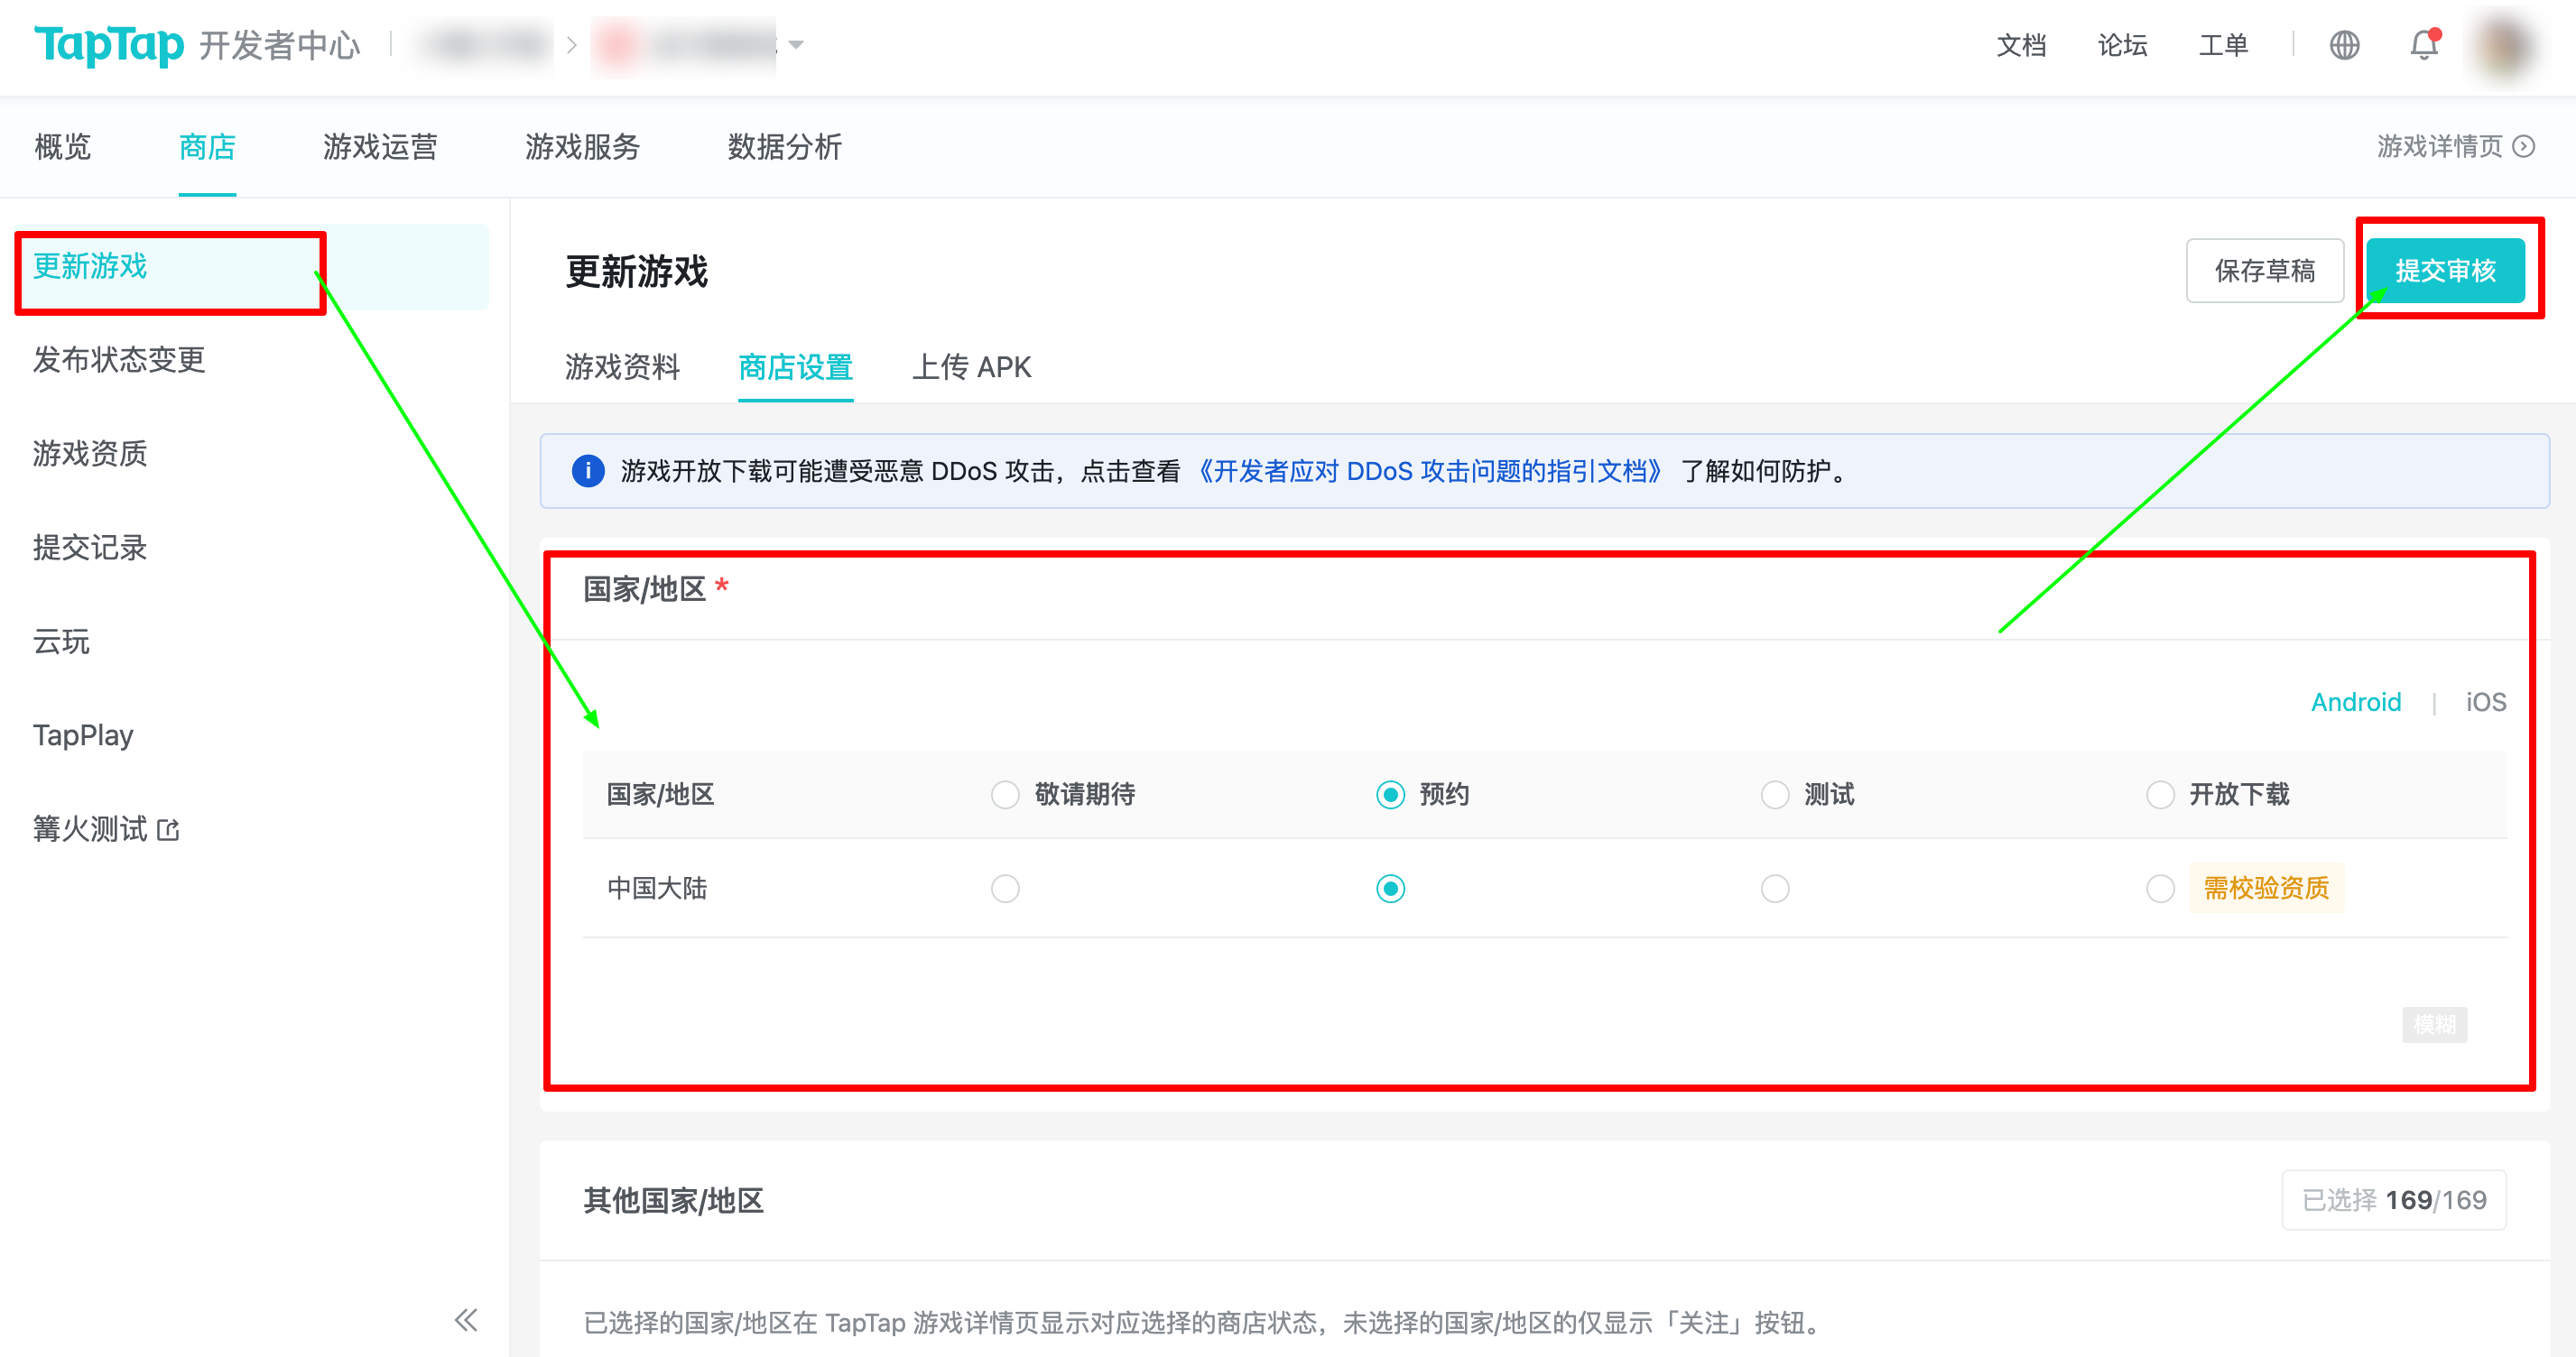 TapTap 开发者中心
文档 论坛 工单
概览 商店 游戏运营 游戏服务 数据分析 游戏详情页
更新游戏
发布状态变更
游戏资质
提交记录
云玩
TapPlay
篝火测试
更新游戏
保存草稿 提交审核
游戏资料 商店设置 上传 APK
游戏开放下载可能遭受恶意 DDoS 攻击，点击查看 《开发者应对 DDoS 攻击问题的指引文档》 了解如何防护。
国家/地区 *
Android | iOS
国家/地区 敬请期待 预约 测试 开放下载
中国大陆 需校验资质
模糊
其他国家/地区
已选择 169/169
已选择的国家/地区在 TapTap 游戏详情页显示对应选择的商店状态，未选择的国家/地区的仅显示「关注」按钮。